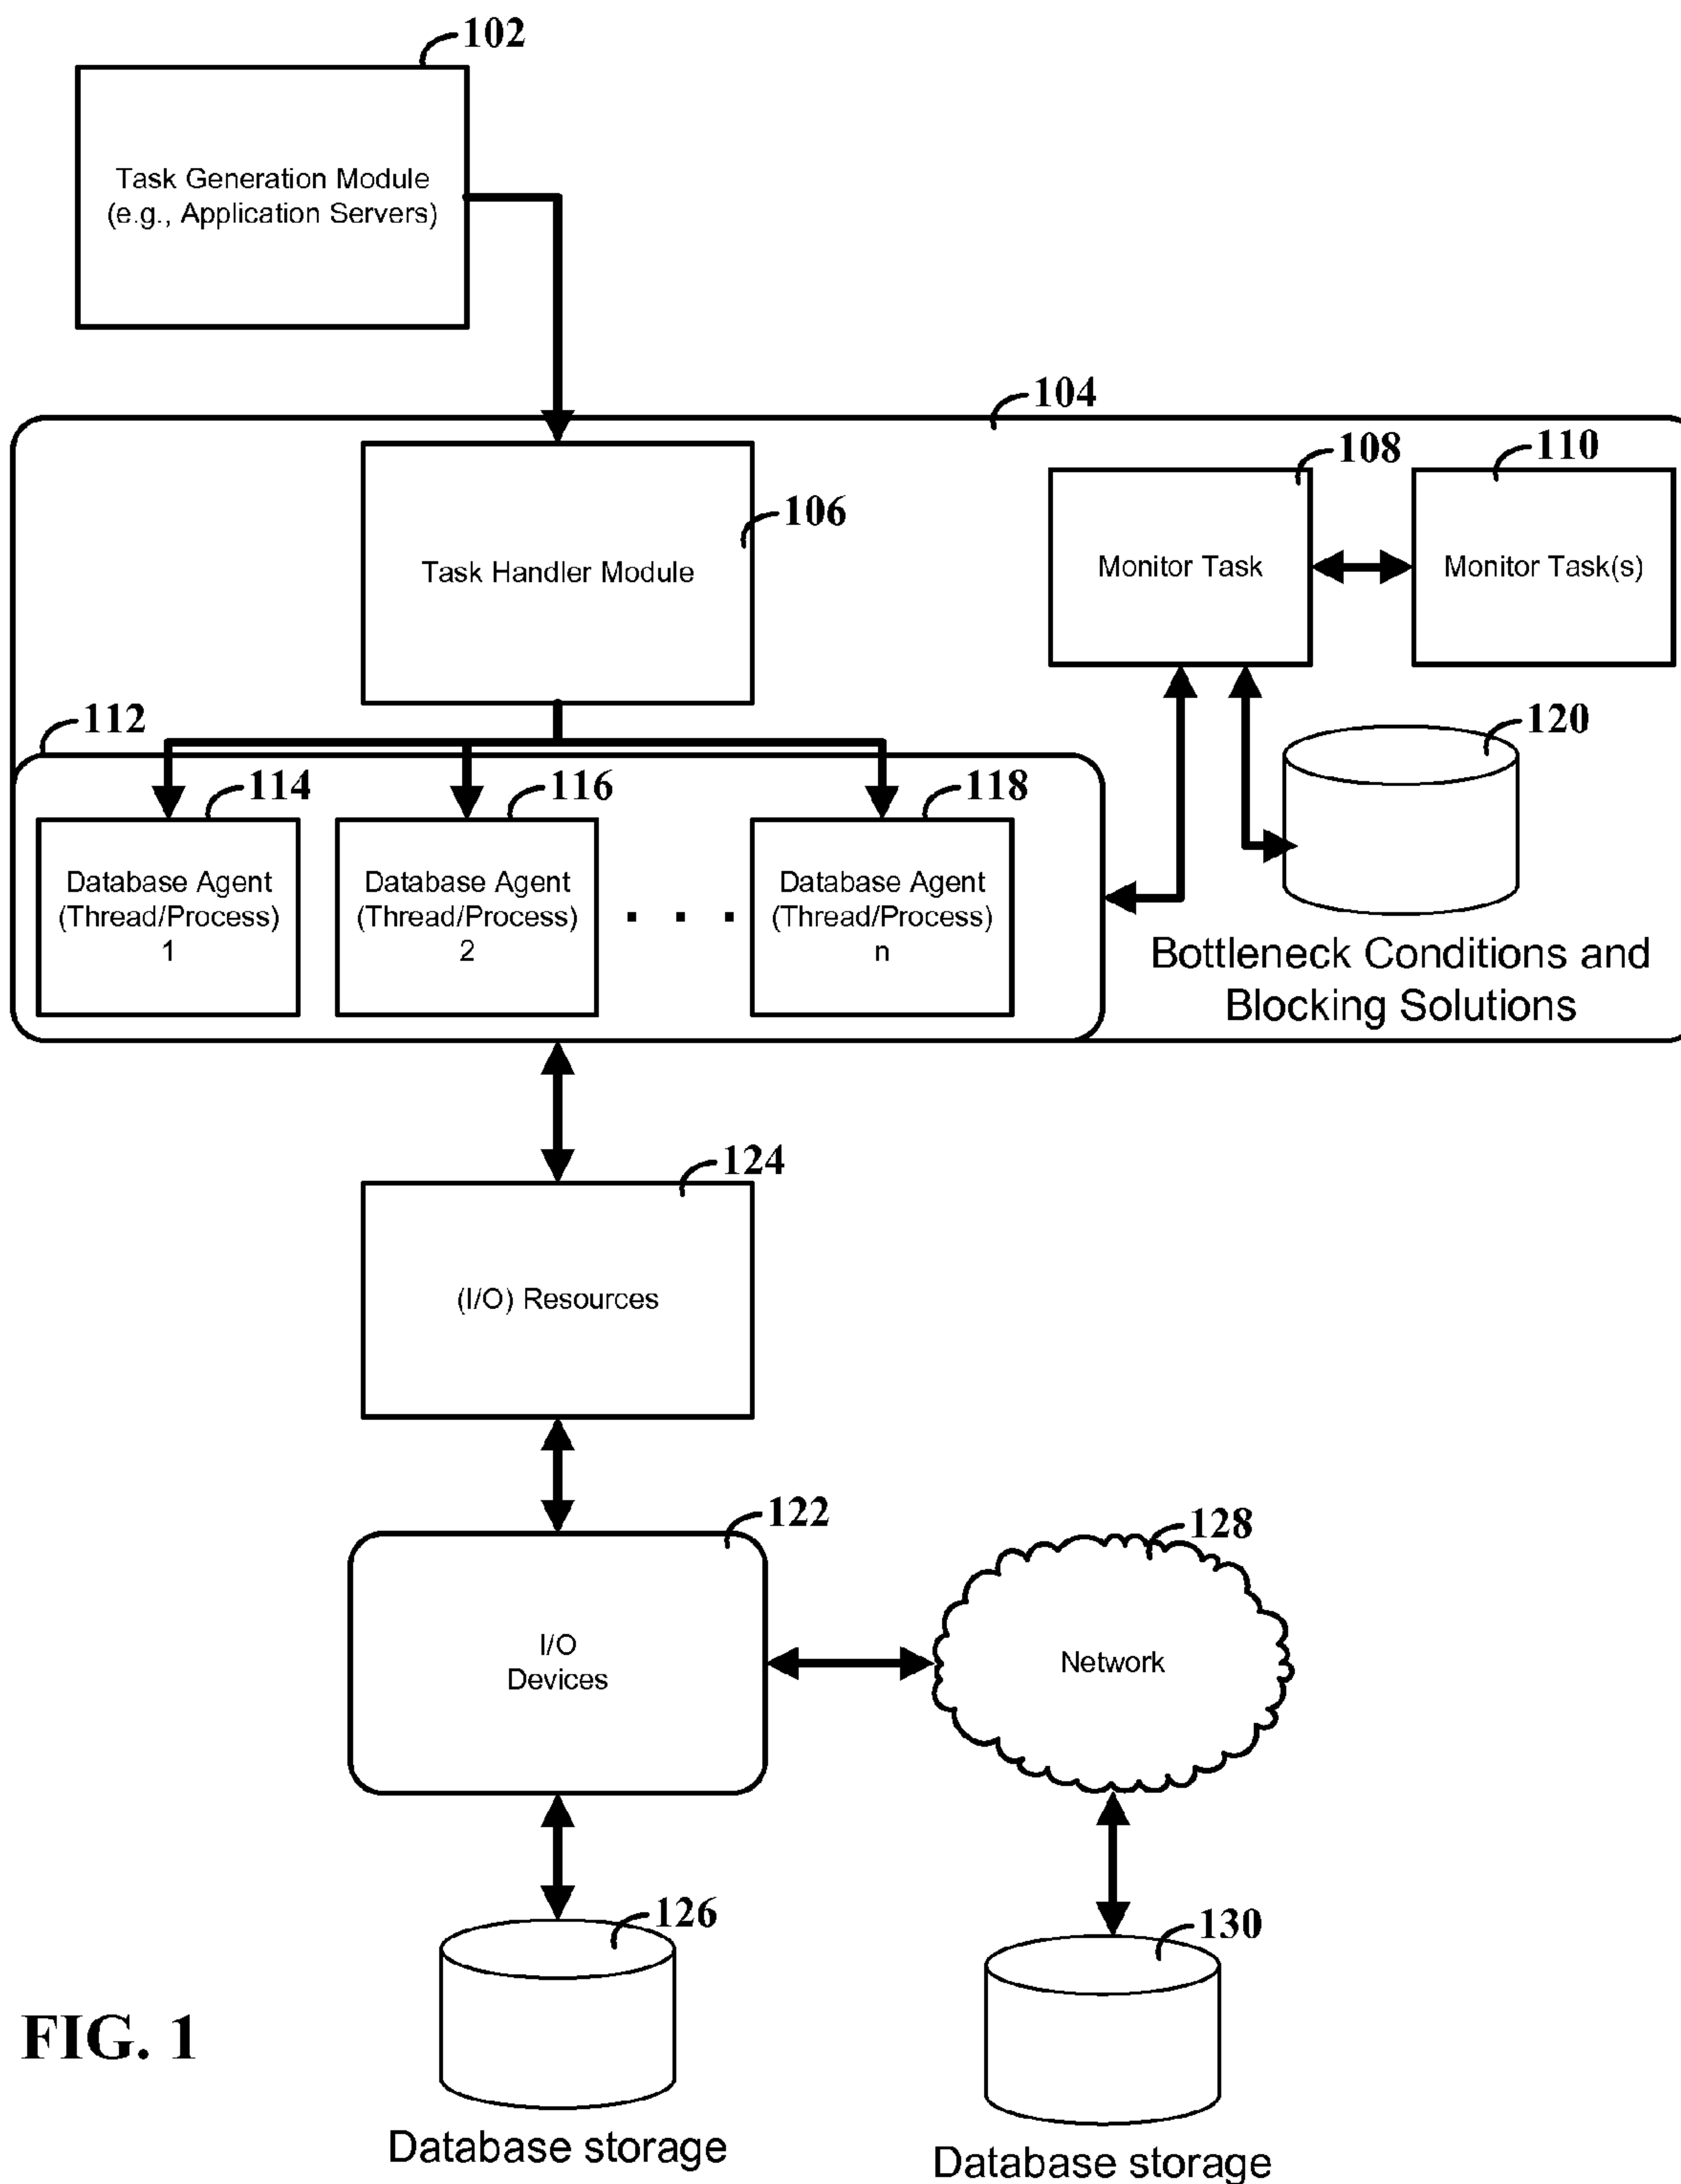 102
Task Generation Module
(e.g., Application Servers)
104
108
110
106
Task Handler Module
Monitor Task
Monitor Task(s)
112
120
114
116
118
Database Agent
(Thread/Process)
1
Database Agent
(Thread/Process)
2
. . .
Database Agent
(Thread/Process)
n
Bottleneck Conditions and
Blocking Solutions
124
(I/O) Resources
122
128
I/O
Devices
Network
126
130
FIG. 1
Database storage
Database storage